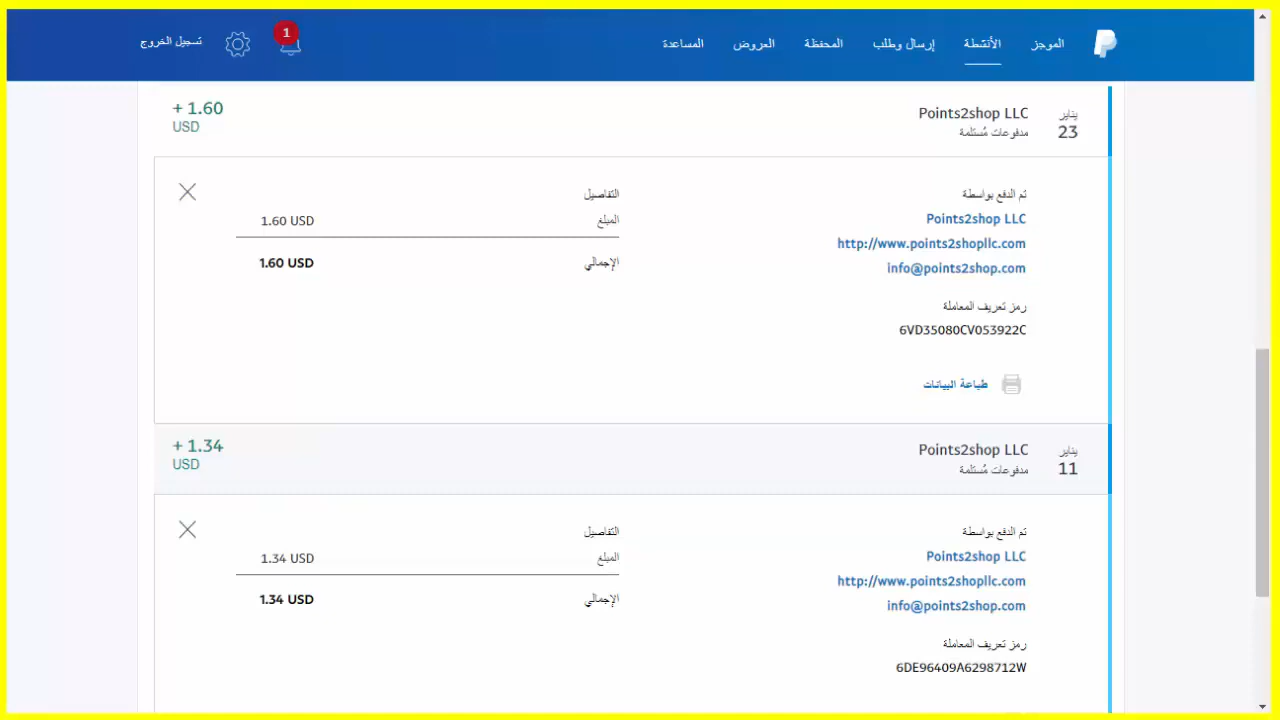 الموجز الأنشطة إرسال وطلب المحفظة العروض المساعدة 1 تسجيل الخروج
يناير
23
Points2shop LLC
مدفوعات مُستلمة
+ 1.60
USD
تم الدفع بواسطة
Points2shop LLC
http://www.points2shopllc.com
info@points2shop.com
رمز تعريف المعاملة
6VD35080CV053922C
طباعة البيانات
التفاصيل
المبلغ 1.60 USD
الإجمالي 1.60 USD
يناير
11
Points2shop LLC
مدفوعات مُستلمة
+ 1.34
USD
تم الدفع بواسطة
Points2shop LLC
http://www.points2shopllc.com
info@points2shop.com
رمز تعريف المعاملة
6DE96409A6298712W
التفاصيل
المبلغ 1.34 USD
الإجمالي 1.34 USD